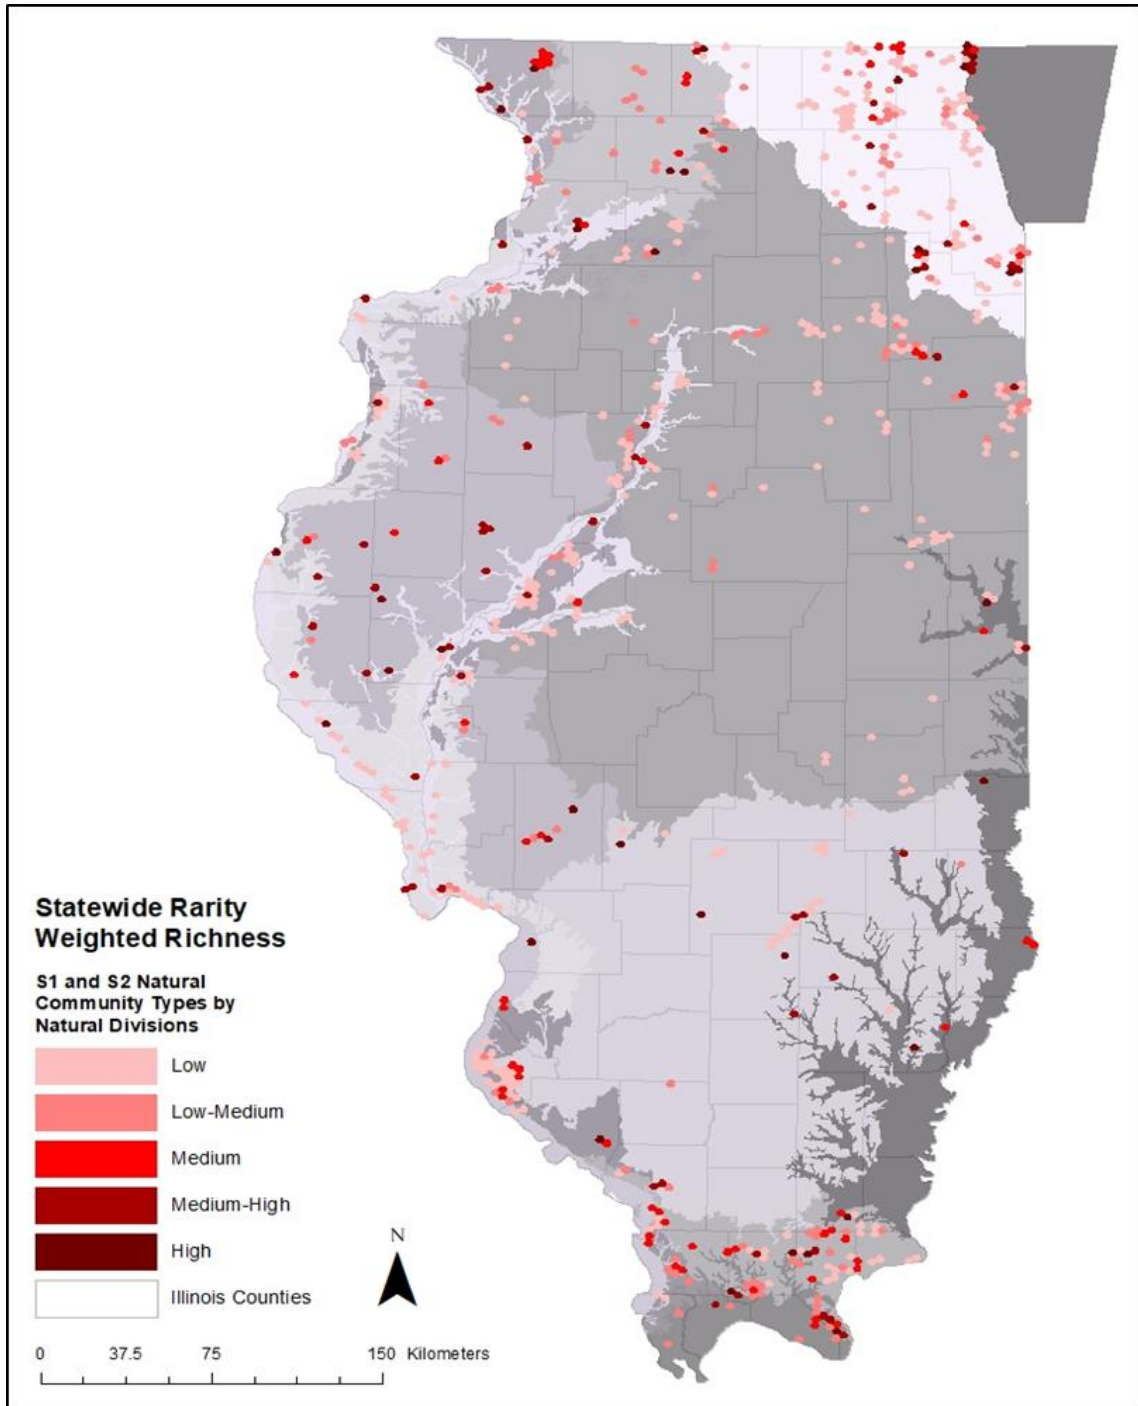 Statewide Rarity
Weighted Richness
S1 and S2 Natural
Community Types by
Natural Divisions
Low
Low-Medium
Medium
Medium-High
High
Illinois Counties
N
0 37.5 75 150 Kilometers